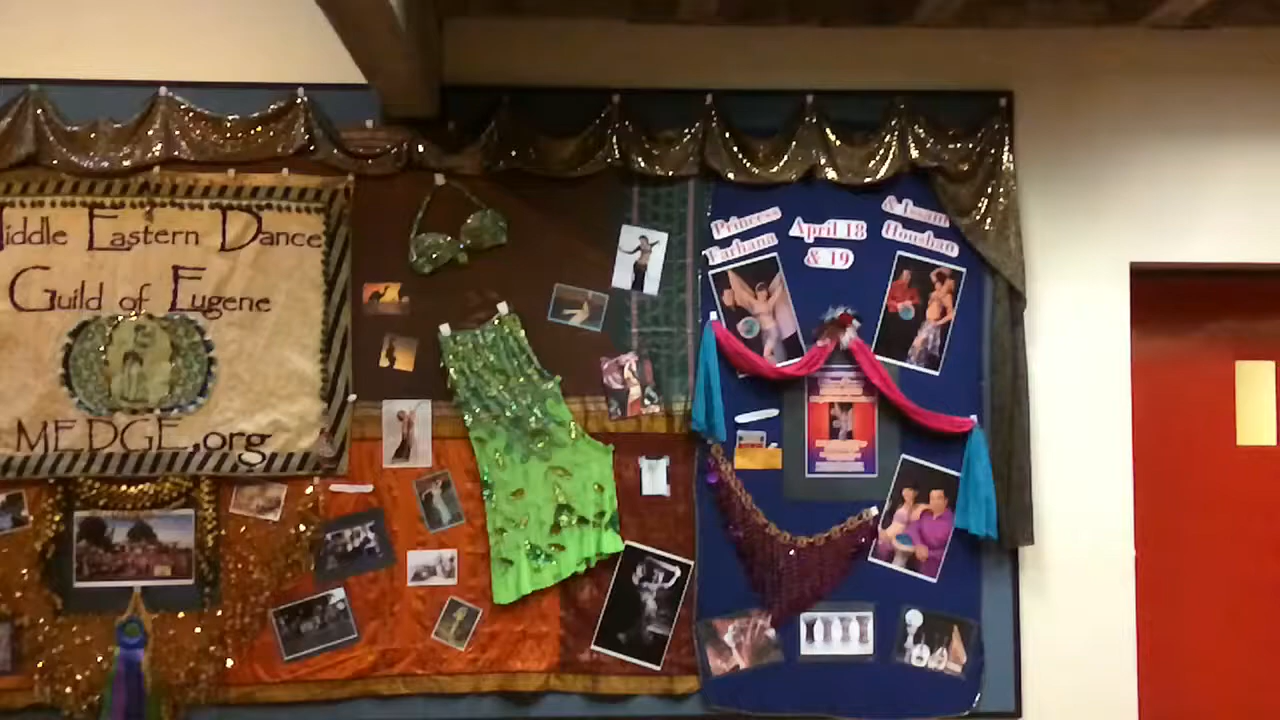 iddle Eastern Dance
Guild of Eugene
MEDGE.org
Princess
Farhana
April 18
& 19
& Issam
Houshan